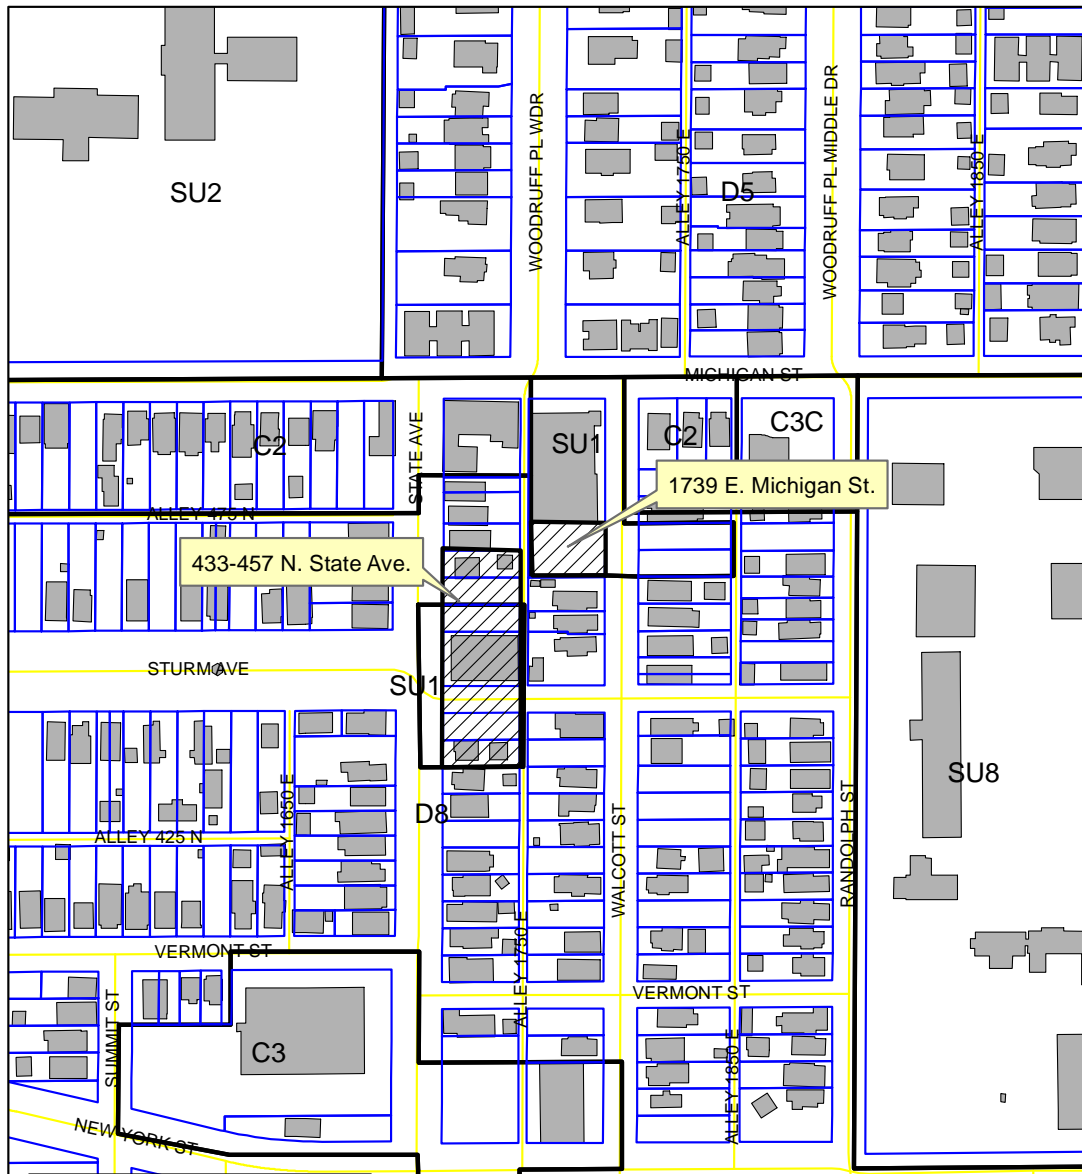 SU2
WOODRUFF PL WDR
ALLEY 1750 E
D5
WOODRUFF PL MIDDLE DR
ALLEY 1850 E
MICHIGAN ST
C2
STATE AVE
SU1
C2
C3C
1739 E. Michigan St.
ALLEY 475 N
433-457 N. State Ave.
STURM AVE
SU1
SU8
D8
ALLEY 1650 E
ALLEY 425 N
WALCOTT ST
RANDOLPH ST
VERMONT ST
ALLEY 1750 E
VERMONT ST
SUMMIT ST
C3
ALLEY 1850 E
NEW YORK ST